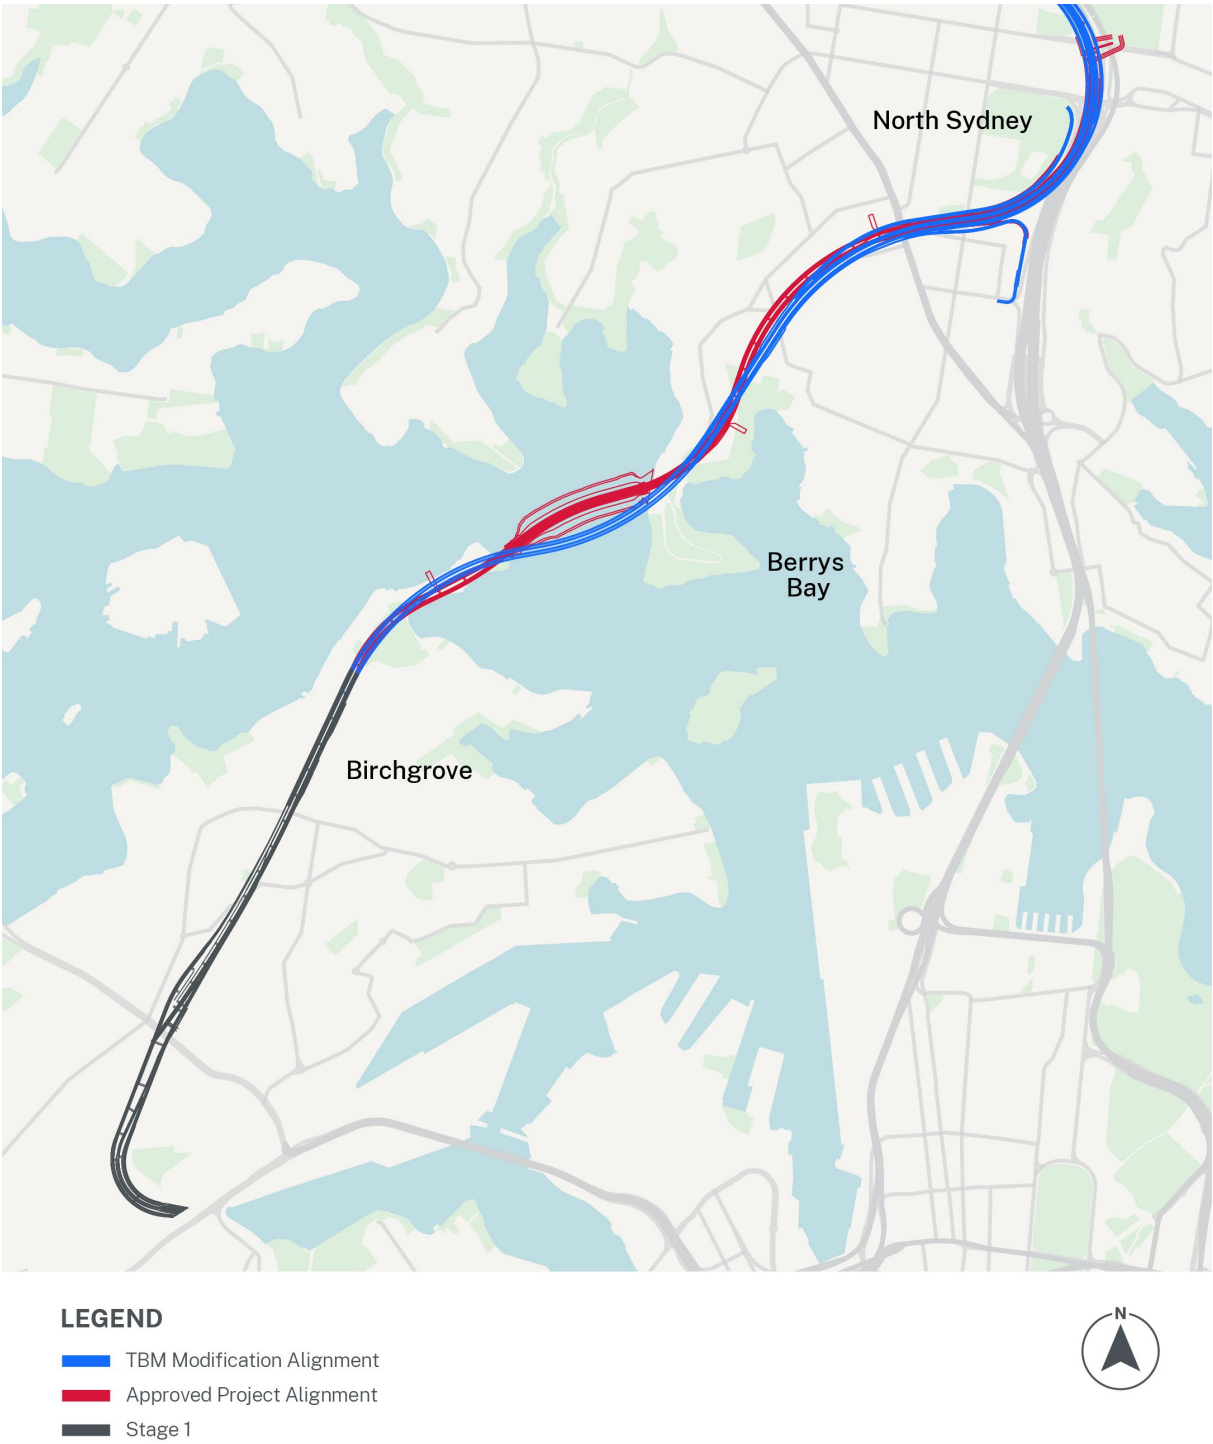 North Sydney
Berrys
Bay
Birchgrove
LEGEND
N
TBM Modification Alignment
Approved Project Alignment
Stage 1